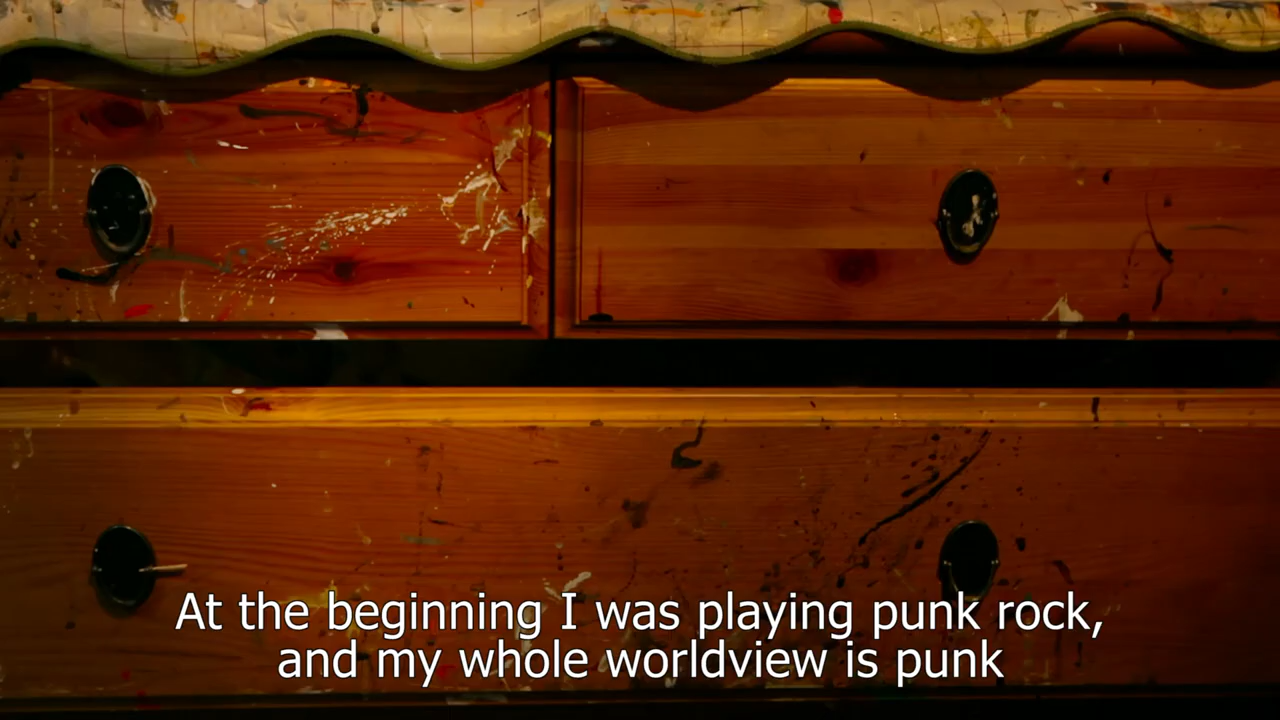 At the beginning I was playing punk rock,
and my whole worldview is punk